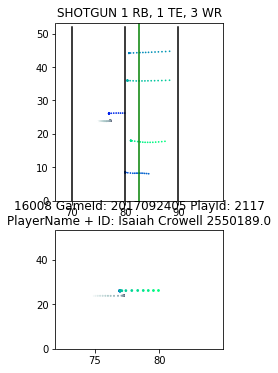 SHOTGUN 1 RB, 1 TE, 3 WR
50
40
30
20
10
0
70 80 90
16008 GameId: 2017092405 PlayId: 2117
PlayerName + ID: Isaiah Crowell 2550189.0
40
20
0
75 80